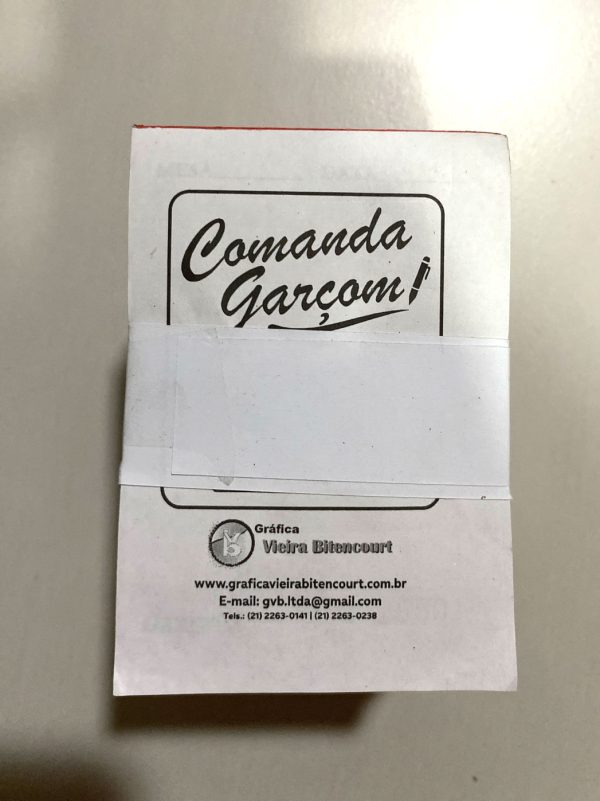 Comanda
Garçom
Gráfica
Vieira Bitencourt
www.graficavieirabitencourt.com.br
E-mail: gvb.ltda@gmail.com
Tels.: (21) 2263-0141 | (21) 2263-0238